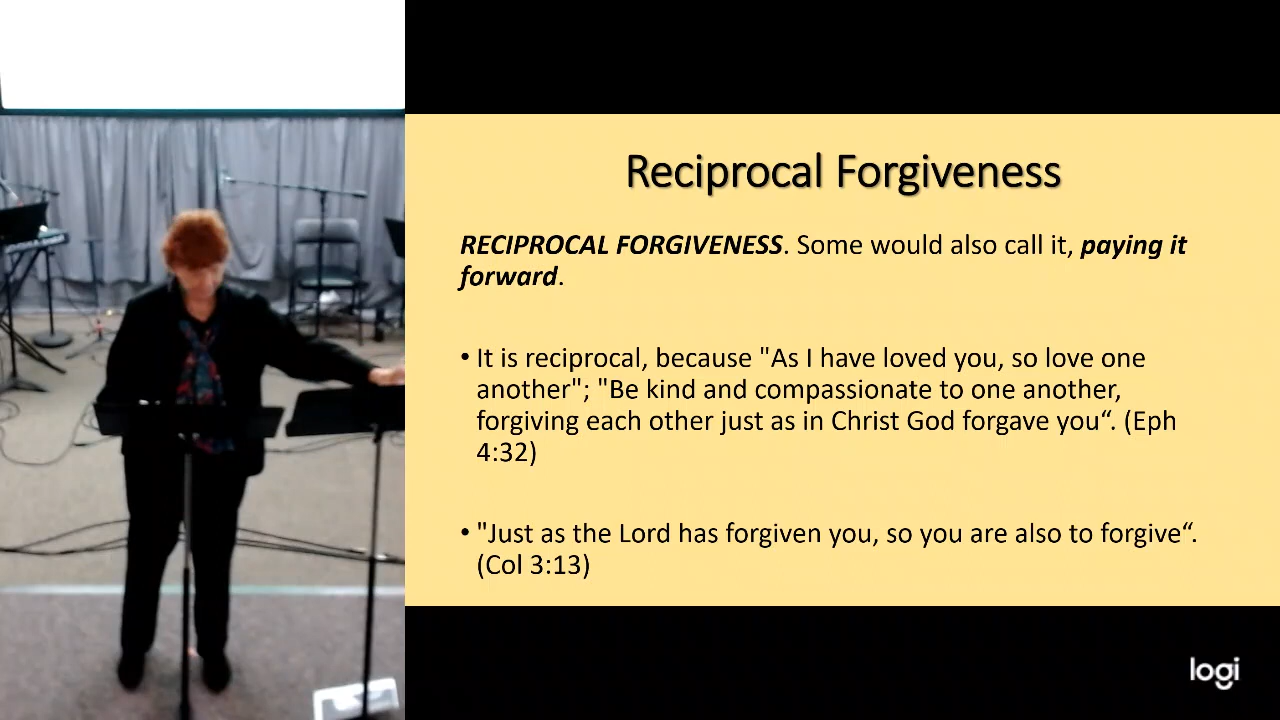 Reciprocal Forgiveness
RECIPROCAL FORGIVENESS. Some would also call it, paying it
forward.
• It is reciprocal, because "As I have loved you, so love one
another"; "Be kind and compassionate to one another,
forgiving each other just as in Christ God forgave you“. (Eph
4:32)
• "Just as the Lord has forgiven you, so you are also to forgive“.
(Col 3:13)
logi